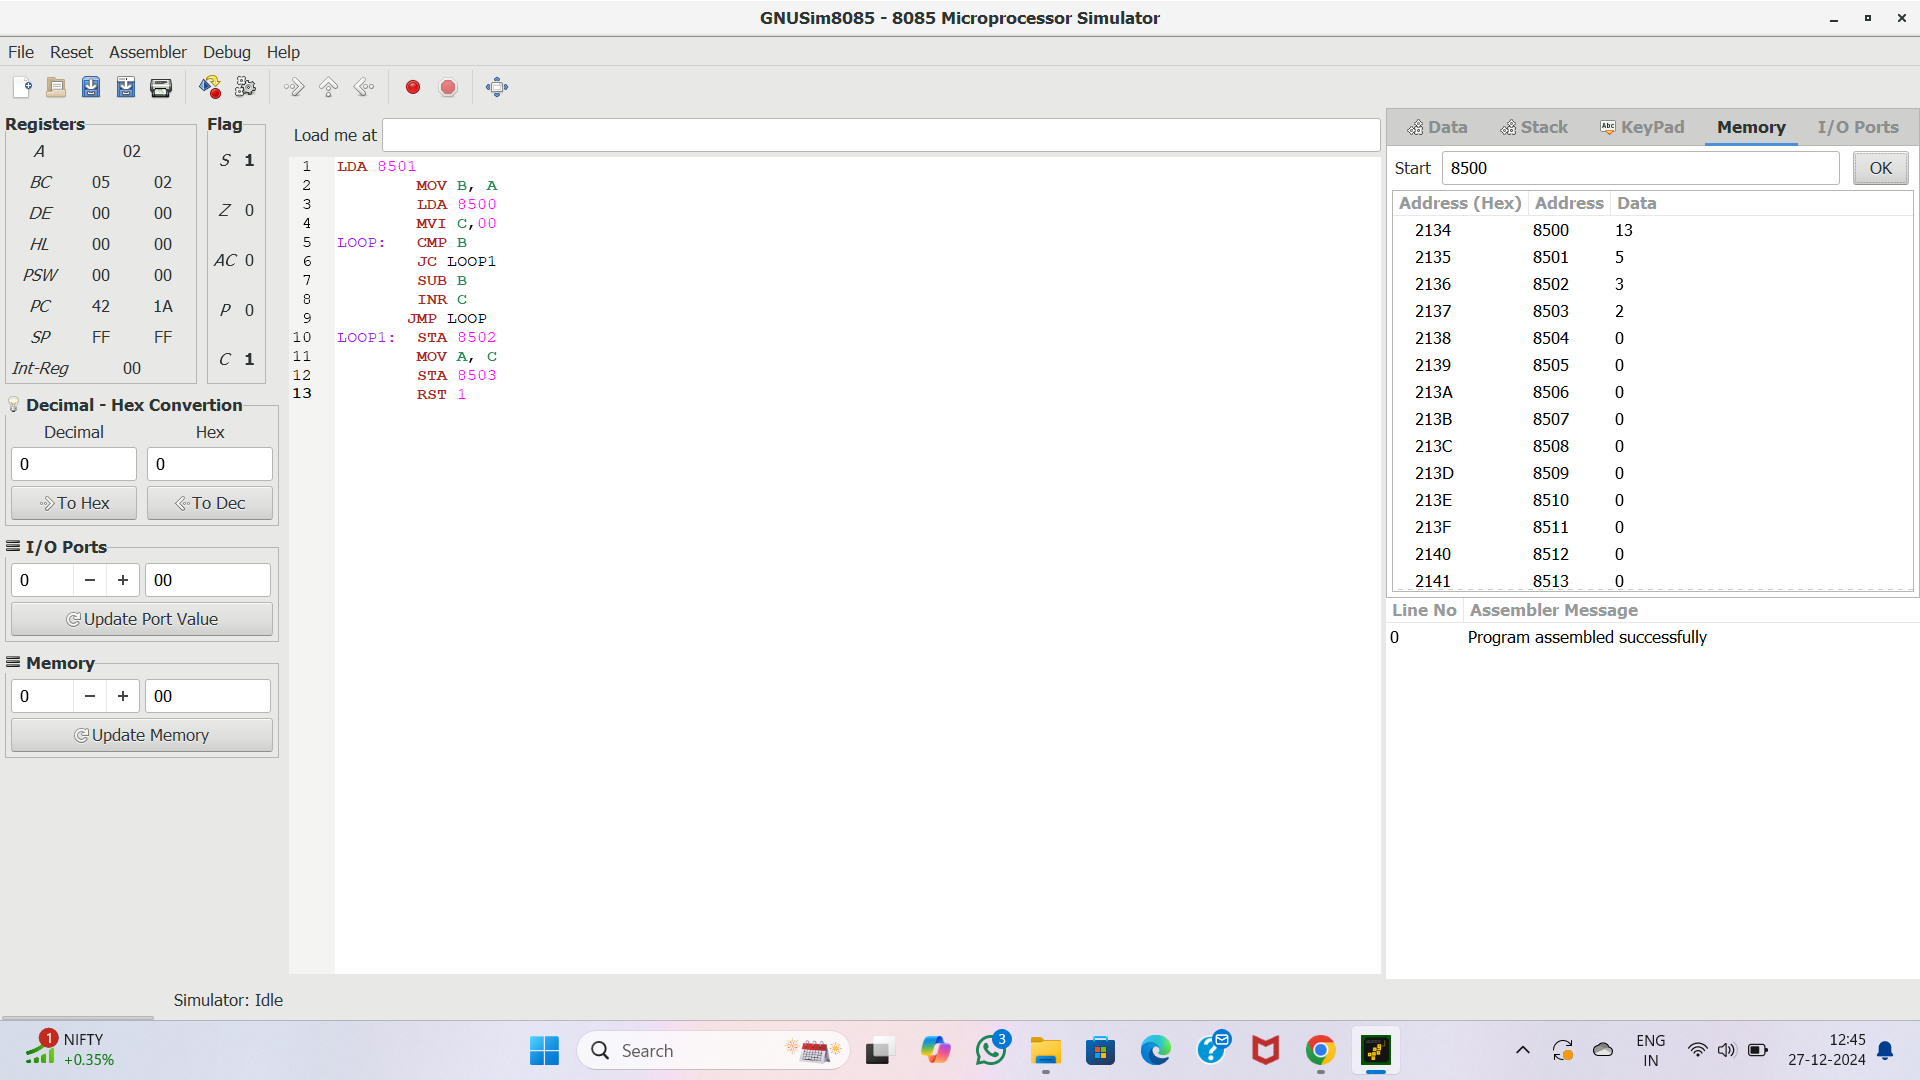 GNUSim8085 - 8085 Microprocessor Simulator
File Reset Assembler Debug Help
Registers
A 02
BC 05 02
DE 00 00
HL 00 00
PSW 00 00
PC 42 1A
SP FF FF
Int-Reg 00
Flag
S 1
Z 0
AC 0
P 0
C 1
Decimal - Hex Convertion
Decimal Hex
0 0
To Hex To Dec
I/O Ports
0 − + 00
Update Port Value
Memory
0 − + 00
Update Memory
Load me at
1 LDA 8501
2 MOV B, A
3 LDA 8500
4 MVI C,00
5 LOOP: CMP B
6 JC LOOP1
7 SUB B
8 INR C
9 JMP LOOP
10 LOOP1: STA 8502
11 MOV A, C
12 STA 8503
13 RST 1
Data Stack Abc KeyPad Memory I/O Ports
Start 8500 OK
Address (Hex) Address Data
2134 8500 13
2135 8501 5
2136 8502 3
2137 8503 2
2138 8504 0
2139 8505 0
213A 8506 0
213B 8507 0
213C 8508 0
213D 8509 0
213E 8510 0
213F 8511 0
2140 8512 0
2141 8513 0
Line No Assembler Message
0 Program assembled successfully
Simulator: Idle
1 NIFTY
+0.35%
Search
3
ENG
IN
12:45
27-12-2024